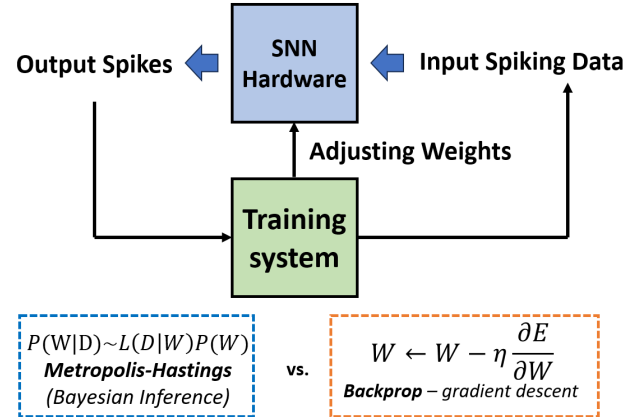 Output Spikes
SNN
Hardware
Input Spiking Data
Adjusting Weights
Training
system
P(W|D)~L(D|W)P(W)
Metropolis-Hastings
(Bayesian Inference)
vs.
W ← W − η ∂E/∂W
Backprop – gradient descent